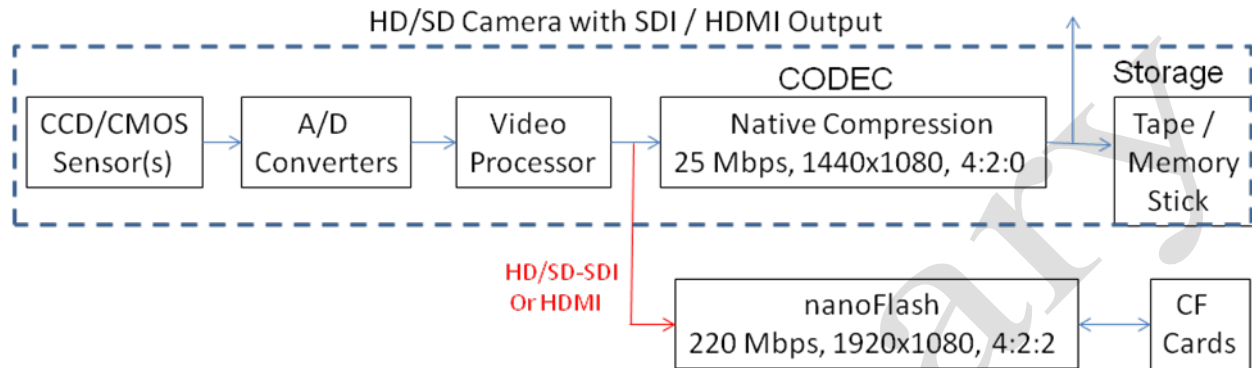 HD/SD Camera with SDI / HDMI Output
CODEC
Storage
CCD/CMOS
Sensor(s)
A/D
Converters
Video
Processor
Native Compression
25 Mbps, 1440x1080, 4:2:0
Tape /
Memory
Stick
HD/SD-SDI
Or HDMI
nanoFlash
220 Mbps, 1920x1080, 4:2:2
CF
Cards
ary